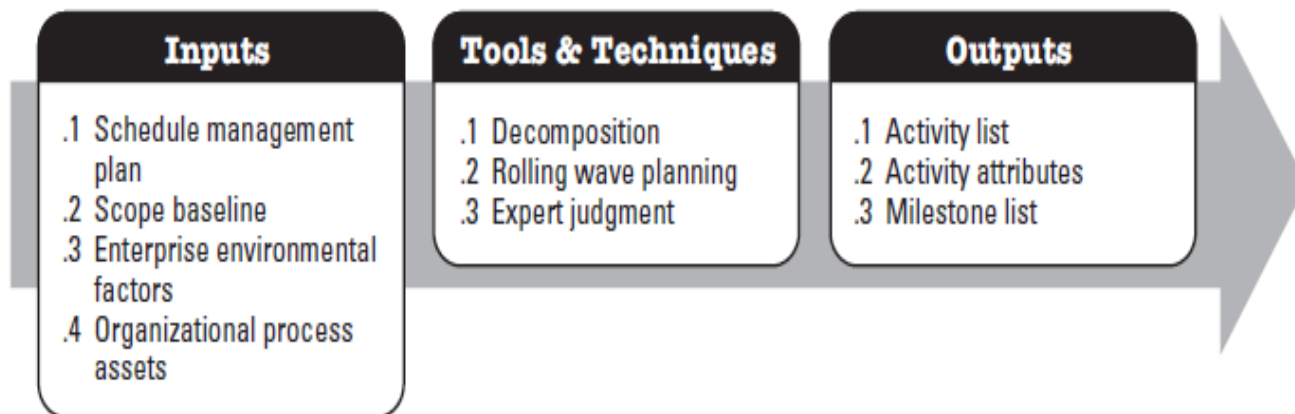 Inputs
.1 Schedule management
plan
.2 Scope baseline
.3 Enterprise environmental
factors
.4 Organizational process
assets
Tools & Techniques
.1 Decomposition
.2 Rolling wave planning
.3 Expert judgment
Outputs
.1 Activity list
.2 Activity attributes
.3 Milestone list